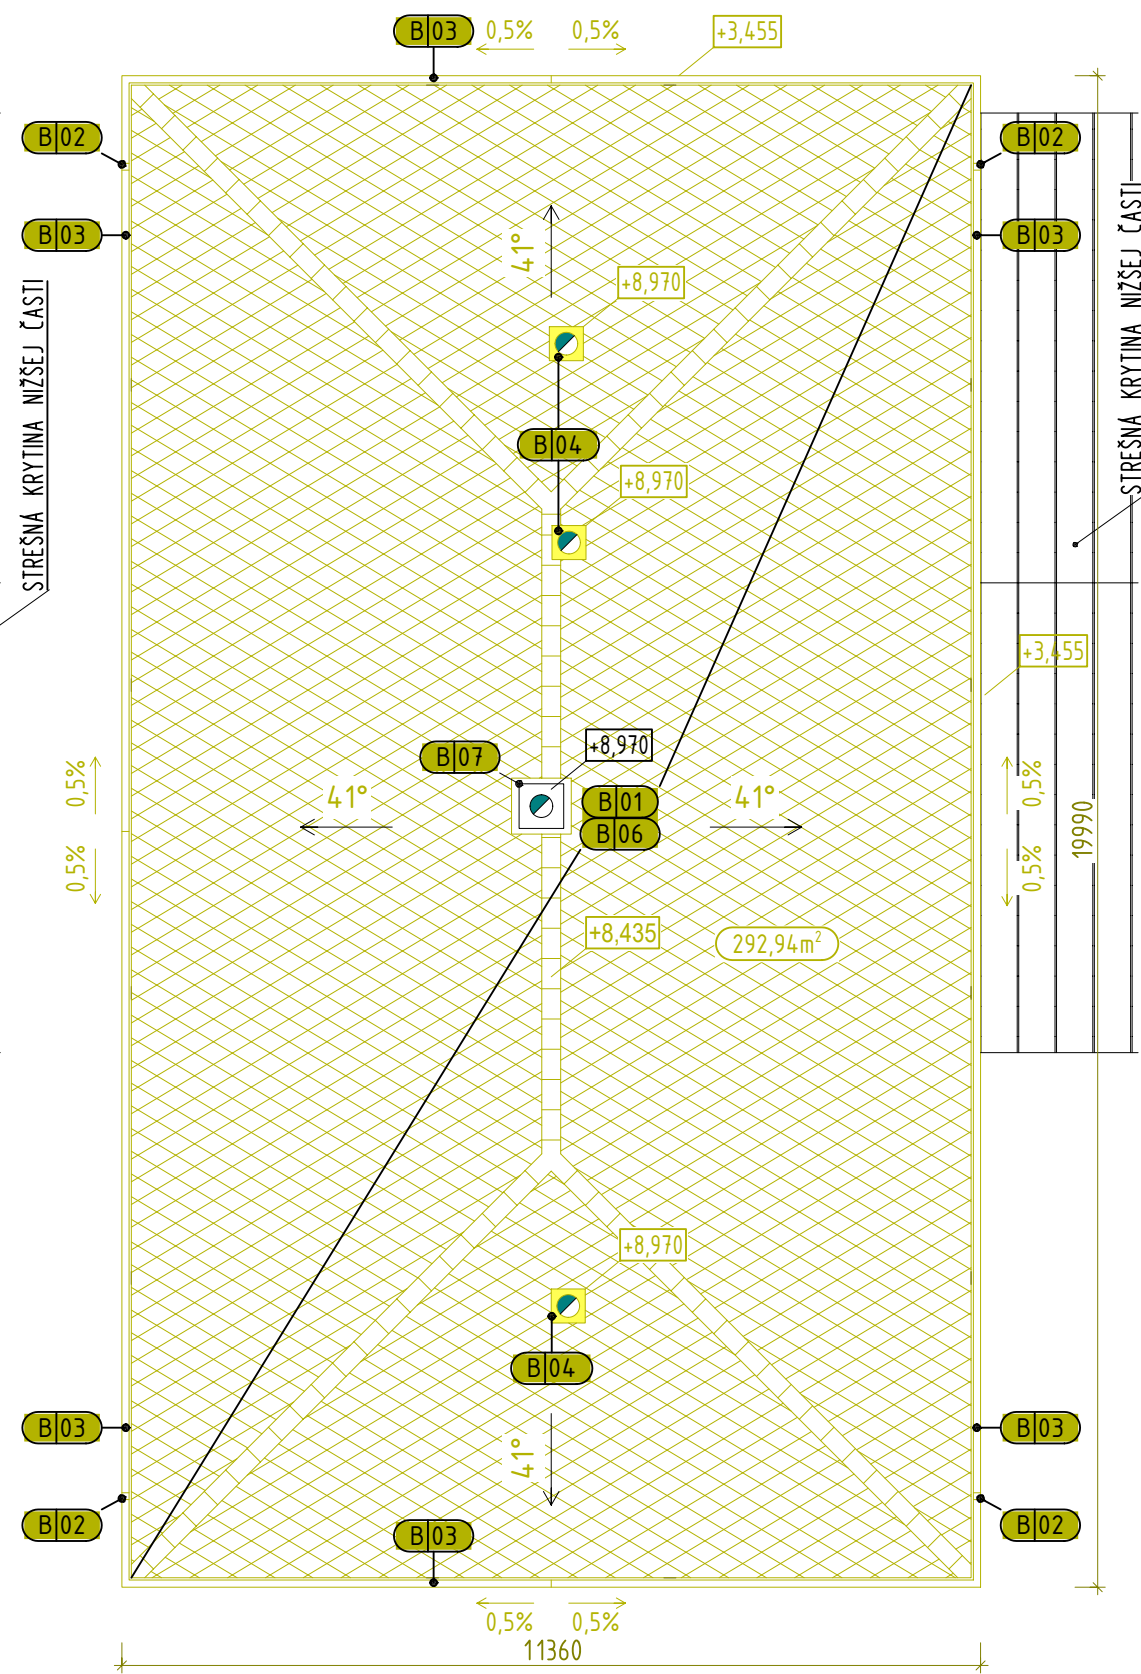 B 03
0,5%
0,5%
+3,455
B 02
B 02
B 03
B 03
41°
+8,970
STREŠNÁ KRYTINA NIŽŠEJ ČASTI
STREŠNÁ KRYTINA NIŽŠEJ ČASTI
B 04
+8,970
+3,455
B 07
+8,970
0,5%
41°
B 01
41°
0,5%
B 06
19990
0,5%
0,5%
+8,435
292,94m²
+8,970
B 04
B 03
41°
B 03
B 02
B 03
B 02
0,5%
0,5%
11360